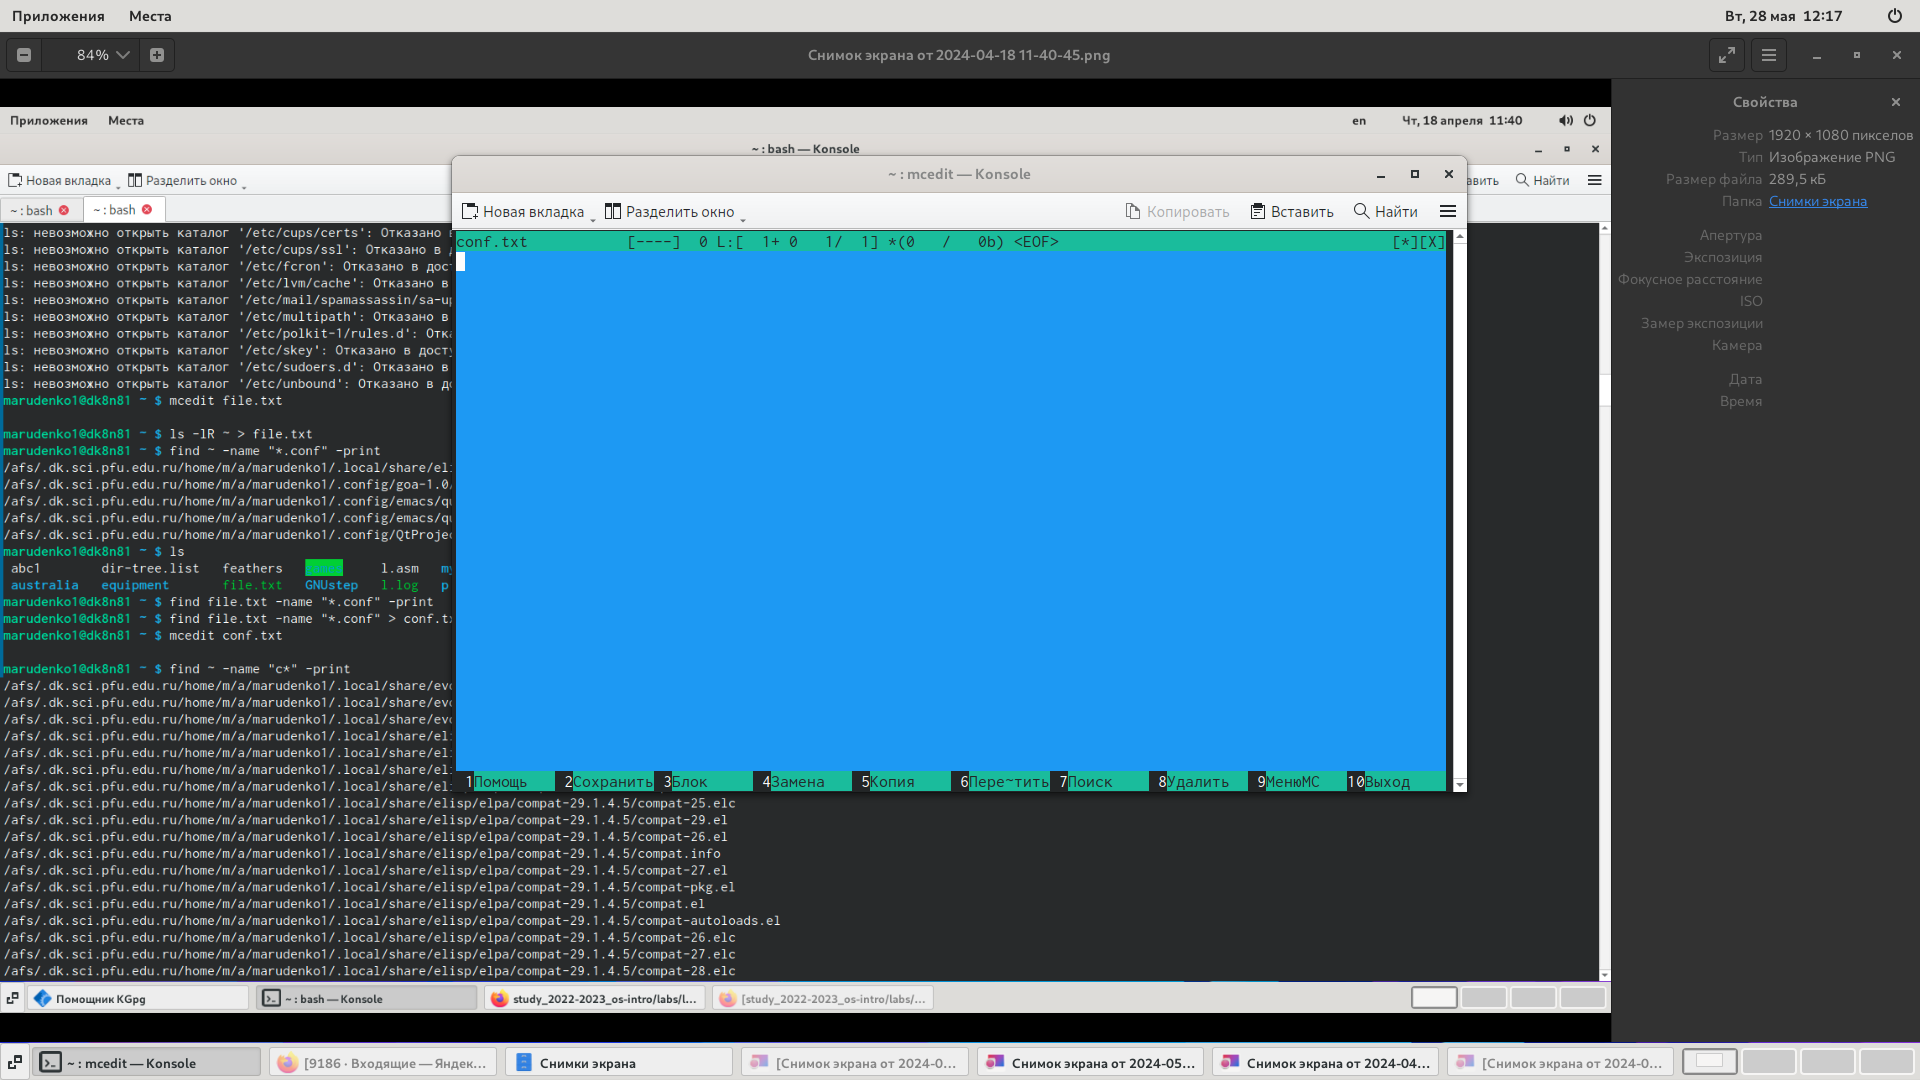 Приложения Места Вт, 28 мая 12:17
84% Снимок экрана от 2024-04-18 11-40-45.png
Свойства
Размер 1920 × 1080 пикселов
Тип Изображение PNG
Размер файла 289,5 кБ
Папка Снимки экрана
Апертура
Экспозиция
Фокусное расстояние
ISO
Замер экспозиции
Камера
Дата
Время
Приложения Места en Чт, 18 апреля 11:40
~ : bash — Konsole
Новая вкладка Разделить окно авить Найти
~ : bash ~ : bash
ls: невозможно открыть каталог '/etc/cups/certs': Отказано в
ls: невозможно открыть каталог '/etc/cups/ssl': Отказано в д
ls: невозможно открыть каталог '/etc/fcron': Отказано в дос
ls: невозможно открыть каталог '/etc/lvm/cache': Отказано в
ls: невозможно открыть каталог '/etc/mail/spamassassin/sa-up
ls: невозможно открыть каталог '/etc/multipath': Отказано в
ls: невозможно открыть каталог '/etc/polkit-1/rules.d': Отка
ls: невозможно открыть каталог '/etc/skey': Отказано в дост
ls: невозможно открыть каталог '/etc/sudoers.d': Отказано в
ls: невозможно открыть каталог '/etc/unbound': Отказано в до
marudenko1@dk8n81 ~ $ mcedit file.txt
marudenko1@dk8n81 ~ $ ls -lR ~ > file.txt
marudenko1@dk8n81 ~ $ find ~ -name "*.conf" -print
/afs/.dk.sci.pfu.edu.ru/home/m/a/marudenko1/.local/share/eli
/afs/.dk.sci.pfu.edu.ru/home/m/a/marudenko1/.config/goa-1.0/
/afs/.dk.sci.pfu.edu.ru/home/m/a/marudenko1/.config/emacs/qu
/afs/.dk.sci.pfu.edu.ru/home/m/a/marudenko1/.config/emacs/qu
/afs/.dk.sci.pfu.edu.ru/home/m/a/marudenko1/.config/QtProjec
marudenko1@dk8n81 ~ $ ls
abc1 dir-tree.list feathers games l.asm my
australia equipment file.txt GNUstep l.log p
marudenko1@dk8n81 ~ $ find file.txt -name "*.conf" -print
marudenko1@dk8n81 ~ $ find file.txt -name "*.conf" > conf.tx
marudenko1@dk8n81 ~ $ mcedit conf.txt
marudenko1@dk8n81 ~ $ find ~ -name "c*" -print
/afs/.dk.sci.pfu.edu.ru/home/m/a/marudenko1/.local/share/evo
/afs/.dk.sci.pfu.edu.ru/home/m/a/marudenko1/.local/share/evo
/afs/.dk.sci.pfu.edu.ru/home/m/a/marudenko1/.local/share/evo
/afs/.dk.sci.pfu.edu.ru/home/m/a/marudenko1/.local/share/eli
/afs/.dk.sci.pfu.edu.ru/home/m/a/marudenko1/.local/share/eli
/afs/.dk.sci.pfu.edu.ru/home/m/a/marudenko1/.local/share/eli
/afs/.dk.sci.pfu.edu.ru/home/m/a/marudenko1/.local/share/eli
/afs/.dk.sci.pfu.edu.ru/home/m/a/marudenko1/.local/share/elisp/elpa/compat-29.1.4.5/compat-25.elc
/afs/.dk.sci.pfu.edu.ru/home/m/a/marudenko1/.local/share/elisp/elpa/compat-29.1.4.5/compat-29.el
/afs/.dk.sci.pfu.edu.ru/home/m/a/marudenko1/.local/share/elisp/elpa/compat-29.1.4.5/compat-26.el
/afs/.dk.sci.pfu.edu.ru/home/m/a/marudenko1/.local/share/elisp/elpa/compat-29.1.4.5/compat.info
/afs/.dk.sci.pfu.edu.ru/home/m/a/marudenko1/.local/share/elisp/elpa/compat-29.1.4.5/compat-27.el
/afs/.dk.sci.pfu.edu.ru/home/m/a/marudenko1/.local/share/elisp/elpa/compat-29.1.4.5/compat-pkg.el
/afs/.dk.sci.pfu.edu.ru/home/m/a/marudenko1/.local/share/elisp/elpa/compat-29.1.4.5/compat.el
/afs/.dk.sci.pfu.edu.ru/home/m/a/marudenko1/.local/share/elisp/elpa/compat-29.1.4.5/compat-autoloads.el
/afs/.dk.sci.pfu.edu.ru/home/m/a/marudenko1/.local/share/elisp/elpa/compat-29.1.4.5/compat-26.elc
/afs/.dk.sci.pfu.edu.ru/home/m/a/marudenko1/.local/share/elisp/elpa/compat-29.1.4.5/compat-27.elc
/afs/.dk.sci.pfu.edu.ru/home/m/a/marudenko1/.local/share/elisp/elpa/compat-29.1.4.5/compat-28.elc
~ : mcedit — Konsole
Новая вкладка Разделить окно Копировать Вставить Найти
conf.txt [----] 0 L:[ 1+ 0 1/ 1] *(0 / 0b) <EOF> [*][X]
1Помощь 2Сохранить 3Блок 4Замена 5Копия 6Пере~тить 7Поиск 8Удалить 9МенюMC 10Выход
Помощник KGpg ~ : bash — Konsole study_2022-2023_os-intro/labs/l... [study_2022-2023_os-intro/labs/...
~ : mcedit — Konsole [9186 · Входящие — Яндек... Снимки экрана [Снимок экрана от 2024-0... Снимок экрана от 2024-05... Снимок экрана от 2024-04... [Снимок экрана от 2024-0...